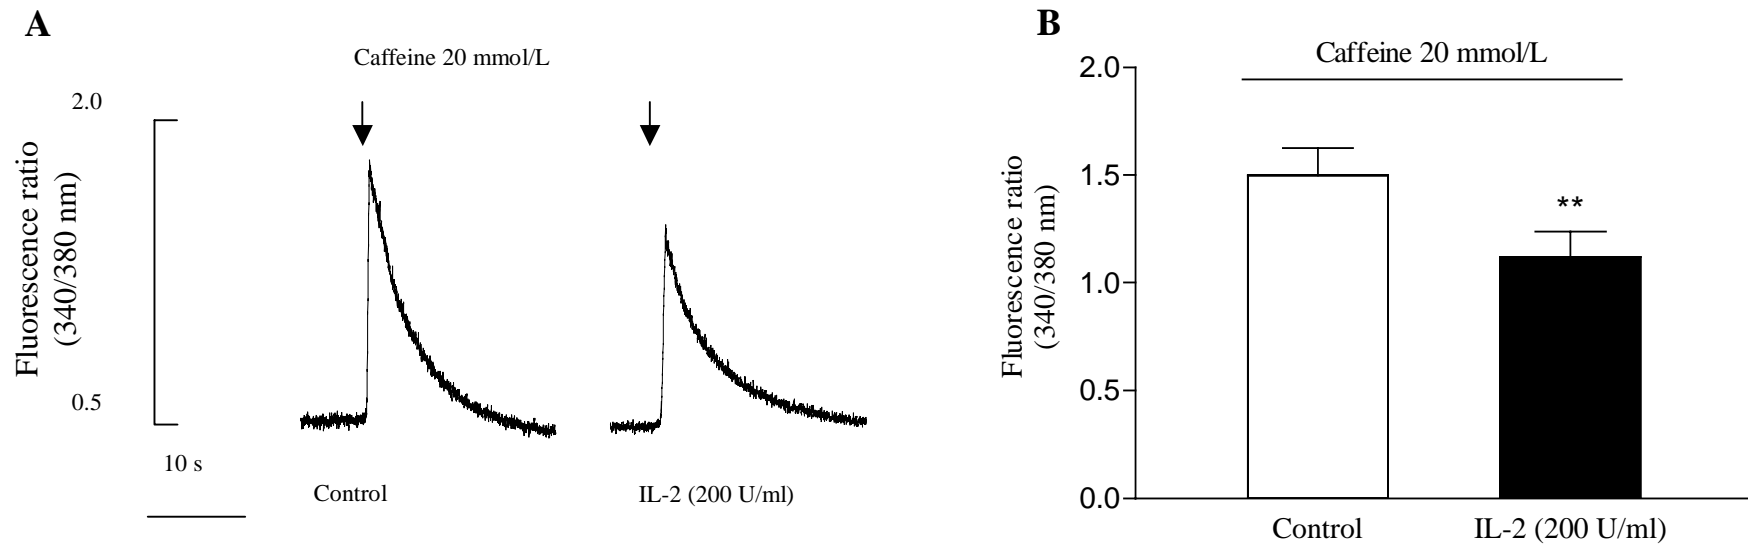 A
Caffeine 20 mmol/L
2.0
Fluorescence ratio
(340/380 nm)
0.5
10 s
Control
IL-2 (200 U/ml)
B
Caffeine 20 mmol/L
2.0
1.5
1.0
0.5
0.0
Fluorescence ratio
(340/380 nm)
**
Control
IL-2 (200 U/ml)